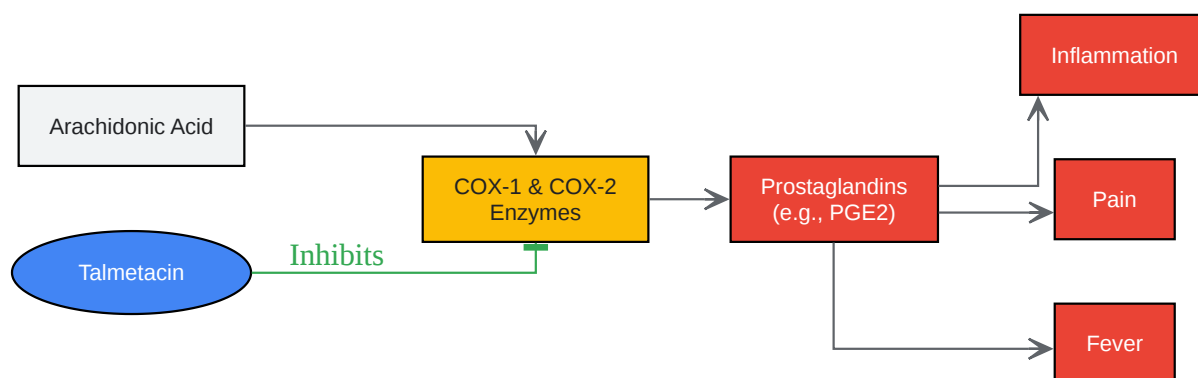 Inflammation
Arachidonic Acid
COX-1 & COX-2
Enzymes
Prostaglandins
(e.g., PGE2)
Pain
Talmetacin
Inhibits
Fever